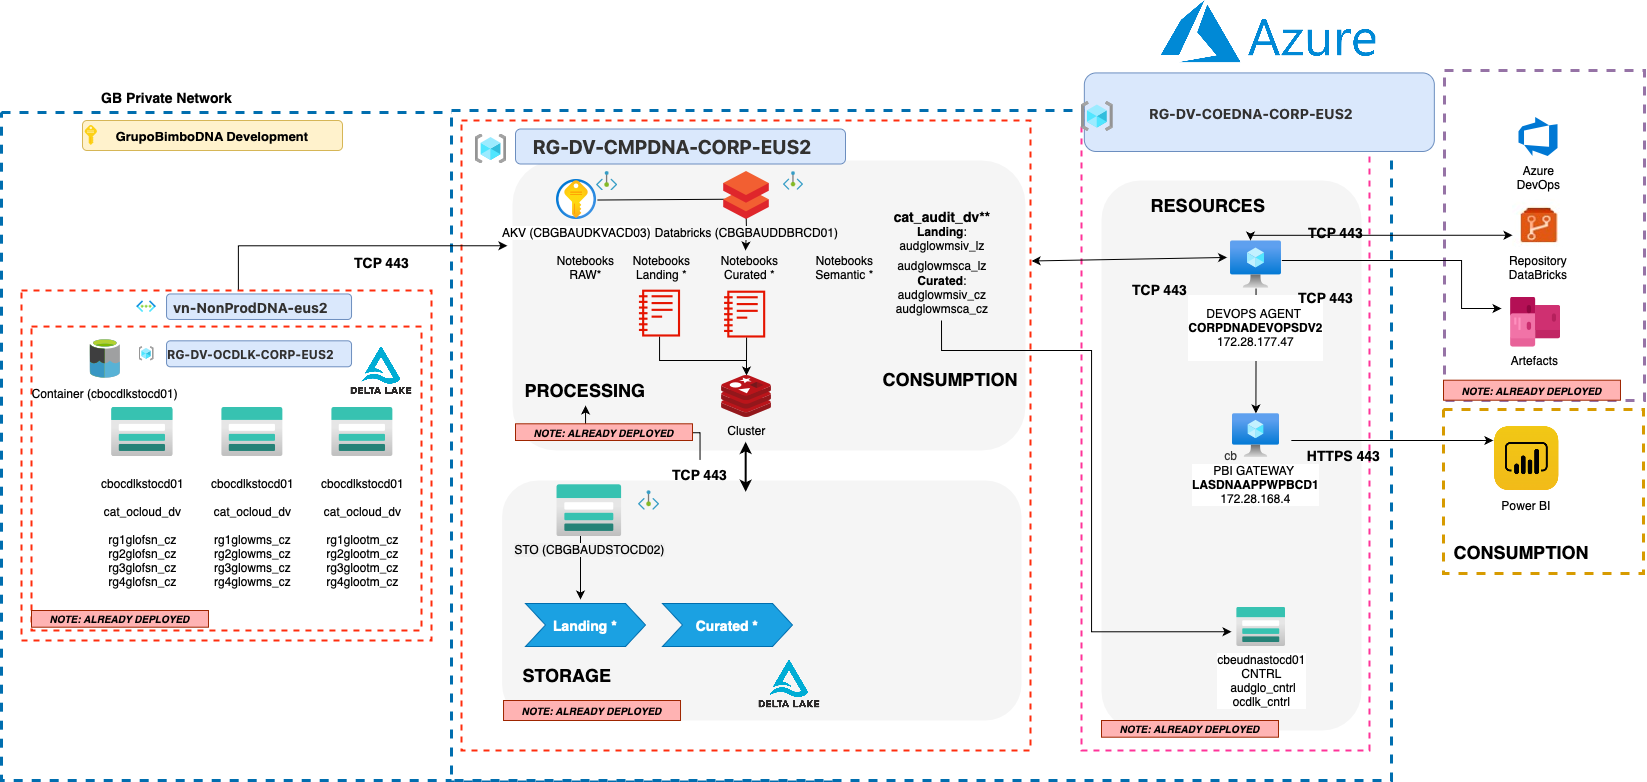 Azure
GB Private Network
GrupoBimboDNA Development
TCP 443
vn-NonProdDNA-eus2
RG-DV-OCDLK-CORP-EUS2
DELTA LAKE
Container (cbocdlkstocd01)
cbocdlkstocd01
cat_ocloud_dv
rg1glofsn_cz
rg2glofsn_cz
rg3glofsn_cz
rg4glofsn_cz
cbocdlkstocd01
cat_ocloud_dv
rg1glowms_cz
rg2glowms_cz
rg3glowms_cz
rg4glowms_cz
cbocdlkstocd01
cat_ocloud_dv
rg1glootm_cz
rg2glootm_cz
rg3glootm_cz
rg4glootm_cz
NOTE: ALREADY DEPLOYED
RG-DV-CMPDNA-CORP-EUS2
AKV (CBGBAUDKVACD03)
Databricks (CBGBAUDDBRCD01)
Notebooks
RAW*
Notebooks
Landing *
Notebooks
Curated *
Notebooks
Semantic *
cat_audit_dv**
Landing:
audglowmsiv_lz
audglowmsca_lz
Curated:
audglowmsiv_cz
audglowmsca_cz
PROCESSING
CONSUMPTION
NOTE: ALREADY DEPLOYED
Cluster
TCP 443
STO (CBGBAUDSTOCD02)
Landing *
Curated *
STORAGE
DELTA LAKE
NOTE: ALREADY DEPLOYED
RG-DV-COEDNA-CORP-EUS2
RESOURCES
TCP 443
TCP 443
TCP 443
DEVOPS AGENT
CORPDNADEVOPSDV2
172.28.177.47
cb
PBI GATEWAY
LASDNAAPPWPBCD1
172.28.168.4
HTTPS 443
cbeudnastocd01
CNTRL
audglo_cntrl
ocdlk_cntrl
NOTE: ALREADY DEPLOYED
Azure
DevOps
Repository
DataBricks
Artefacts
NOTE: ALREADY DEPLOYED
Power BI
CONSUMPTION